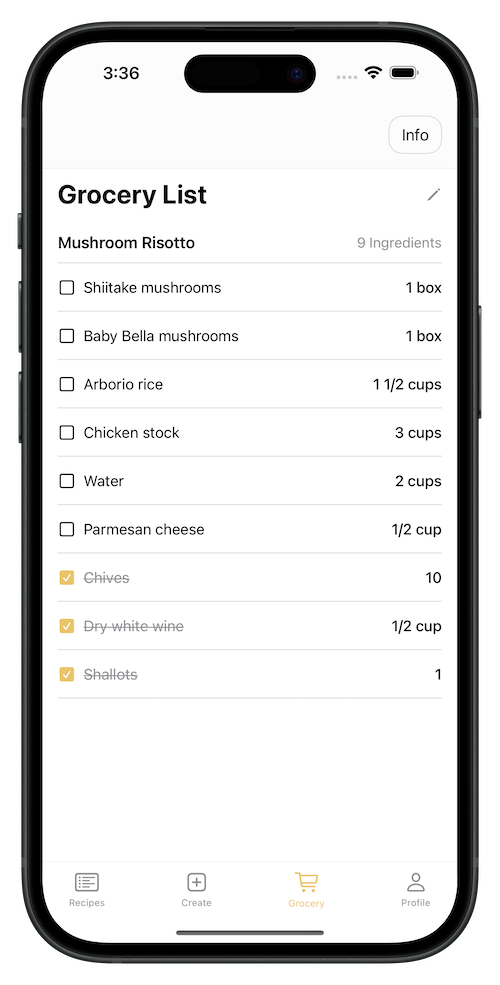 3:36
Info
Grocery List
Mushroom Risotto 9 Ingredients
Shiitake mushrooms 1 box
Baby Bella mushrooms 1 box
Arborio rice 1 1/2 cups
Chicken stock 3 cups
Water 2 cups
Parmesan cheese 1/2 cup
Chives 10
Dry white wine 1/2 cup
Shallots 1
Recipes Create Grocery Profile